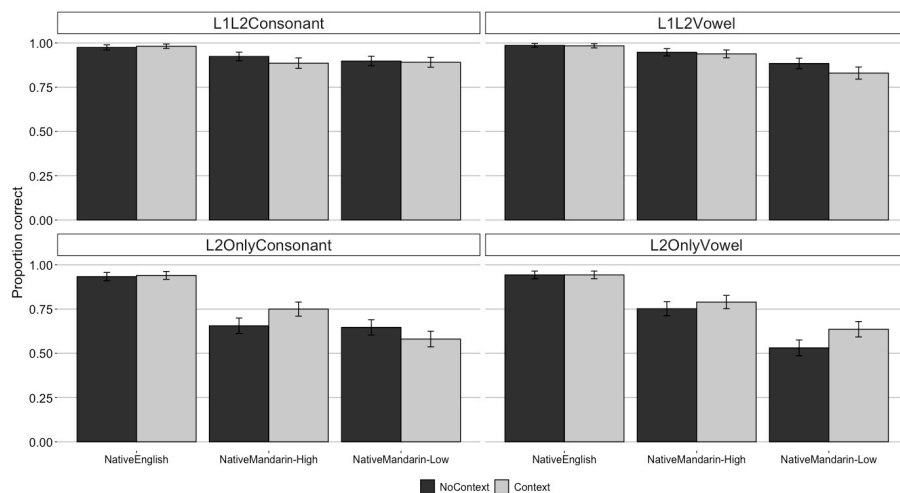 L1L2Consonant
L1L2Vowel
1.00
0.75
0.50
0.25
0.00
L2OnlyConsonant
L2OnlyVowel
1.00
0.75
0.50
0.25
0.00
Proportion correct
NativeEnglish NativeMandarin-High NativeMandarin-Low
NativeEnglish NativeMandarin-High NativeMandarin-Low
NoContext Context